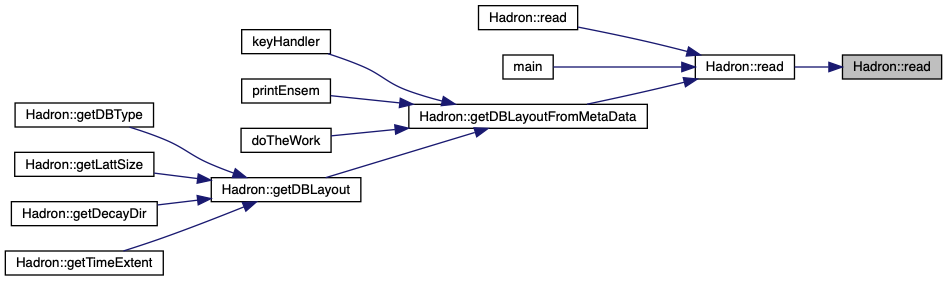 Hadron::read
keyHandler
main
Hadron::read
Hadron::read
printEnsem
Hadron::getDBType
Hadron::getDBLayoutFromMetaData
doTheWork
Hadron::getLattSize
Hadron::getDBLayout
Hadron::getDecayDir
Hadron::getTimeExtent